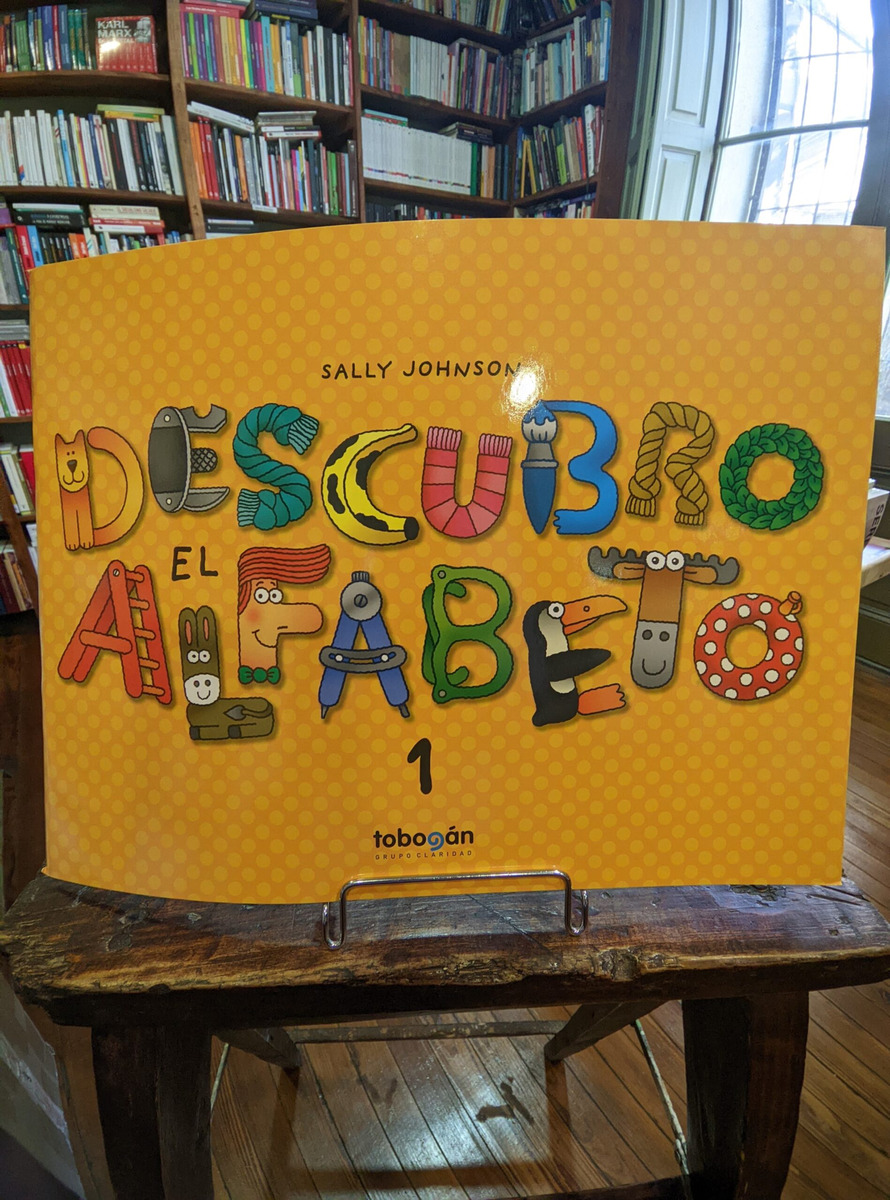 KARL
MARX
SALLY JOHNSON
DESCUBRO
EL
ALFABETO
1
tobogán
GRUPO CLARIDAD